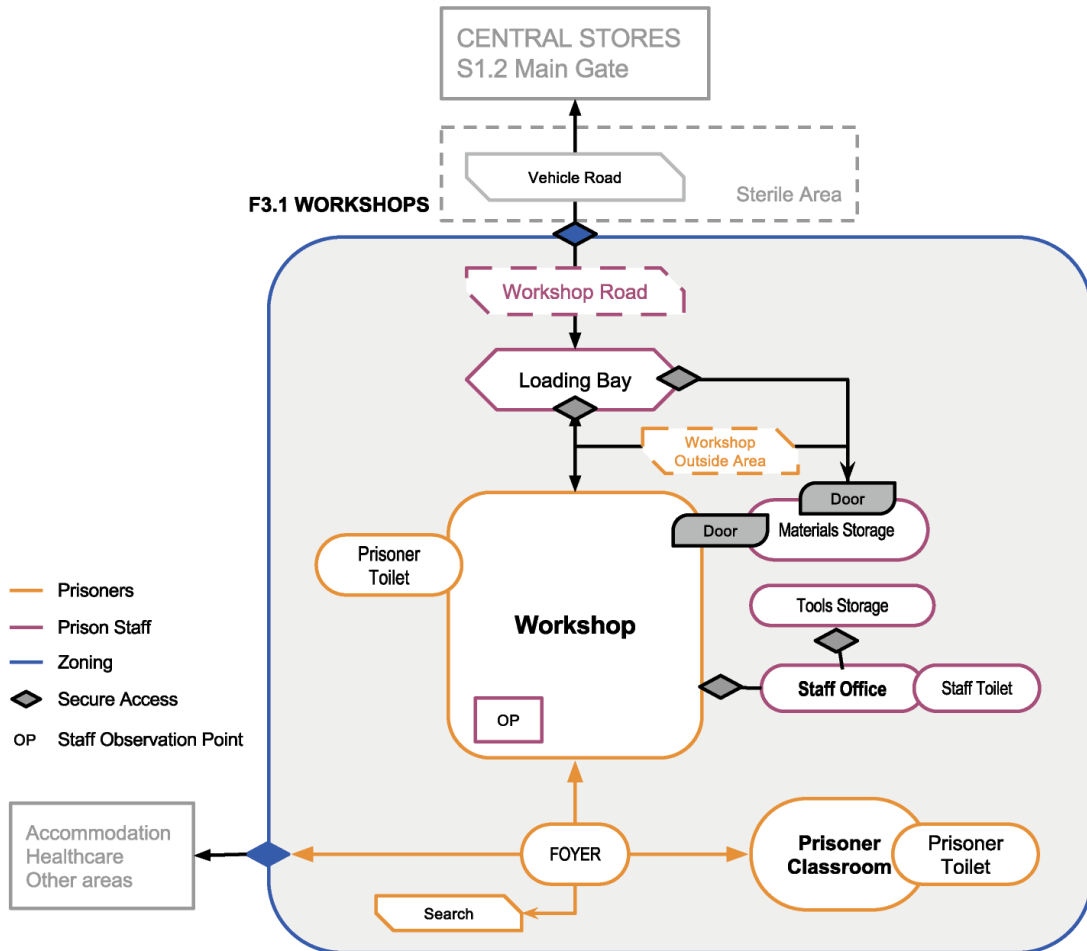 CENTRAL STORES
S1.2 Main Gate
Vehicle Road
Sterile Area
F3.1 WORKSHOPS
Workshop Road
Loading Bay
Workshop
Outside Area
Door
Door
Materials Storage
Prisoner
Toilet
Workshop
Tools Storage
Staff Office
Staff Toilet
OP
Prisoners
Prison Staff
Zoning
Secure Access
OP
Staff Observation Point
Accommodation
Healthcare
Other areas
FOYER
Prisoner
Classroom
Prisoner
Toilet
Search